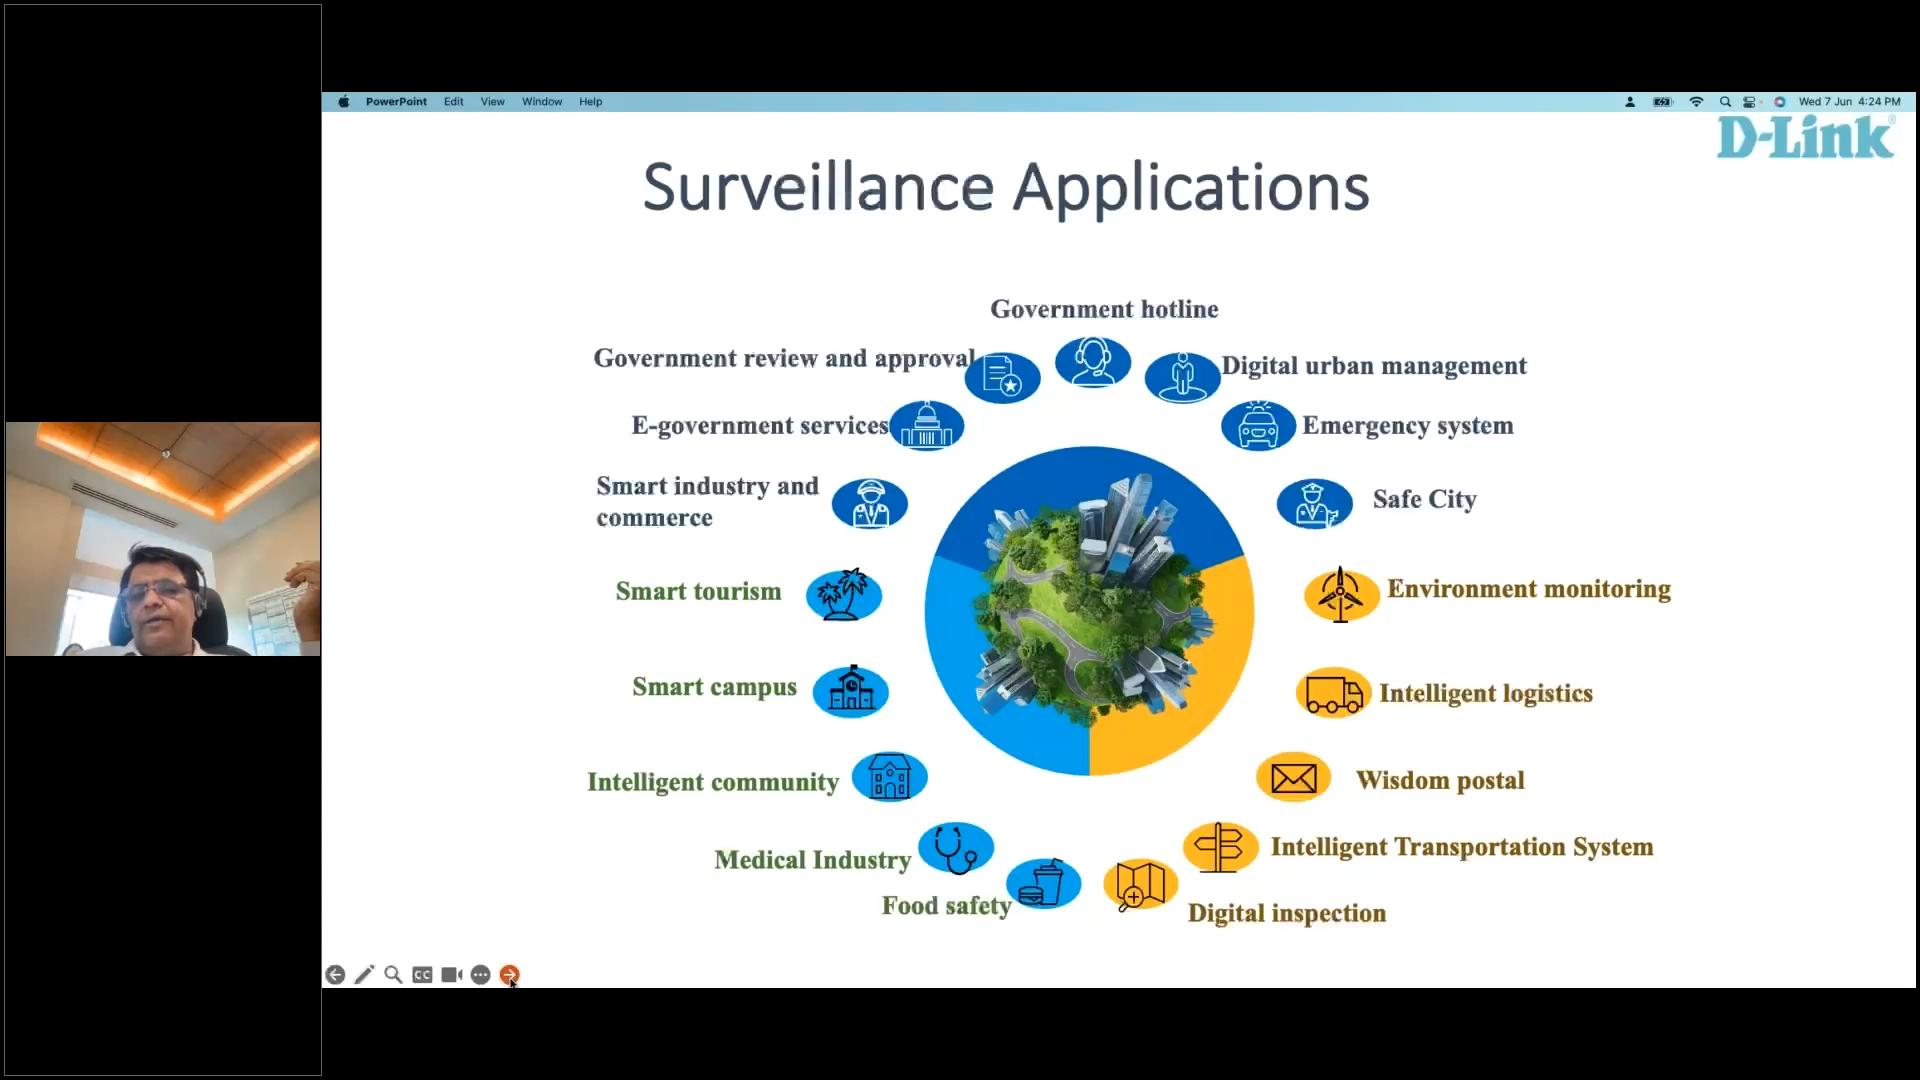 PowerPoint Edit View Window Help
Wed 7 Jun 4:24 PM
D-Link®
Surveillance Applications
Government hotline
Government review and approval
Digital urban management
E-government services
Emergency system
Smart industry and
commerce
Safe City
Smart tourism
Environment monitoring
Smart campus
Intelligent logistics
Intelligent community
Wisdom postal
Medical Industry
Intelligent Transportation System
Food safety
Digital inspection
CC